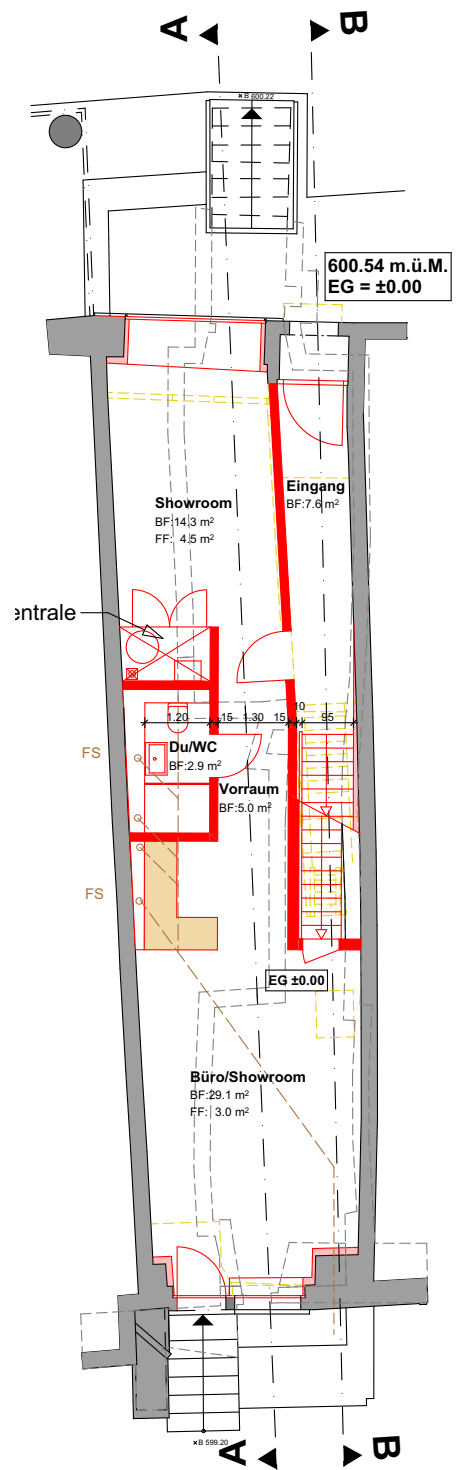 A
B
×B 600.22
600.54 m.ü.M.
EG = ±0.00
Eingang
BF:7.6 m²
Showroom
BF:14.3 m²
FF: 4.5 m²
entrale
1.20
15
1.30
15
10
95
FS
Du/WC
BF:2.9 m²
Vorraum
BF:5.0 m²
FS
EG ±0.00
Büro/Showroom
BF:29.1 m²
FF: 3.0 m²
×B 599.20
A
B